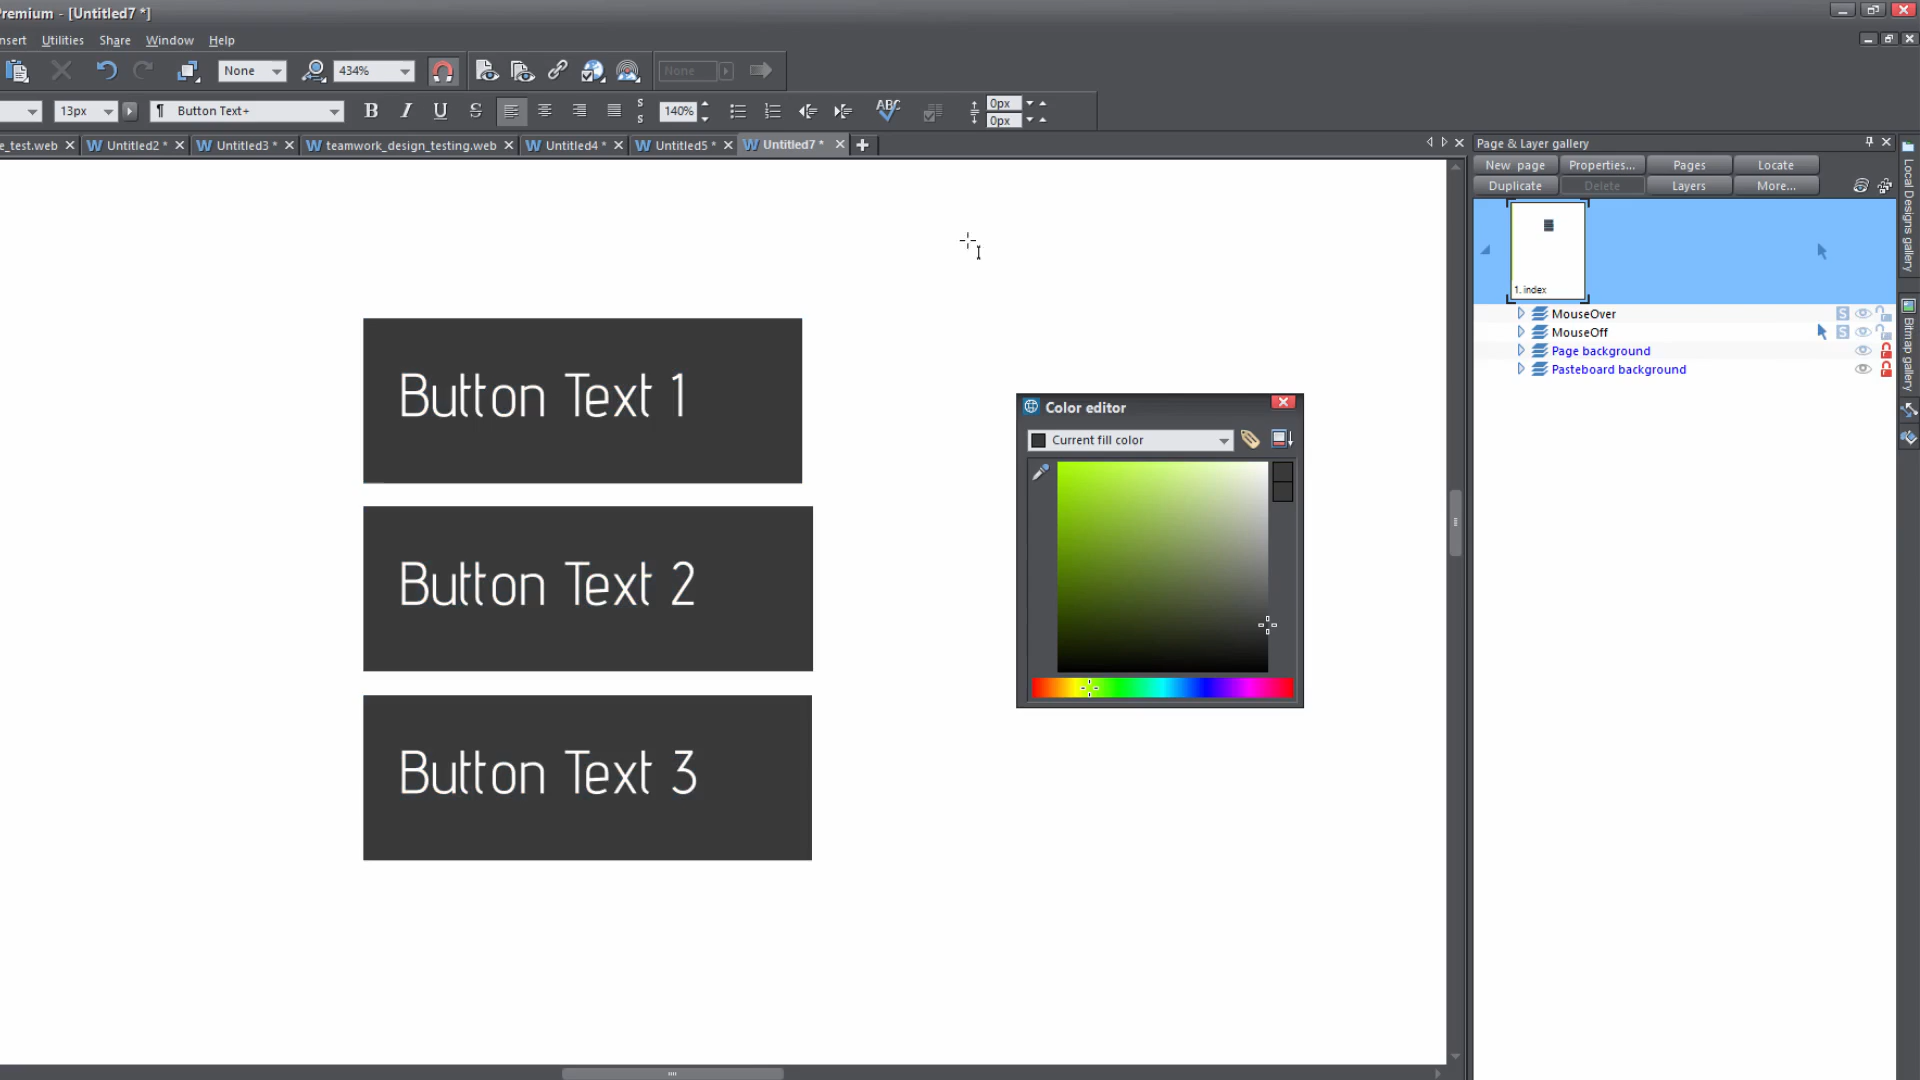 Premium - [Untitled7 *]
nsert Utilities Share Window Help
None 434% None
13px ¶ Button Text+ B I U S 140% ABC 0px
0px
e_test.web Untitled2 * Untitled3 * teamwork_design_testing.web Untitled4 * Untitled5 * Untitled7 *
Page & Layer gallery
New page Properties... Pages Locate
Duplicate Delete Layers More...
1. index
MouseOver S
MouseOff S
Page background
Pasteboard background
Local Designs gallery
Bitmap gallery
Button Text 1
Button Text 2
Button Text 3
Color editor
Current fill color